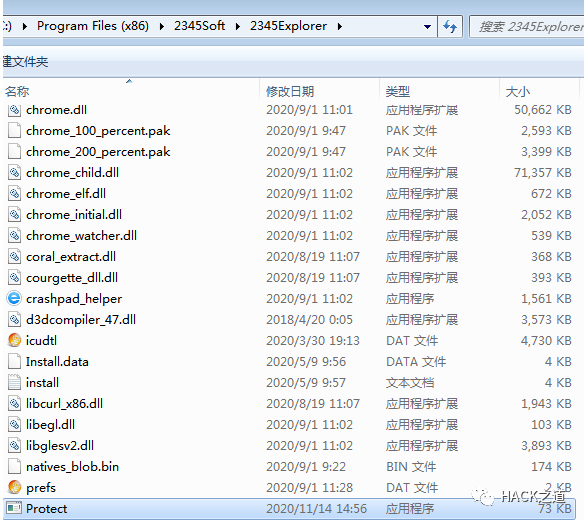 :) ▸ Program Files (x86) ▸ 2345Soft ▸ 2345Explorer ▸ 搜索 2345Explorer
建文件夹
名称 修改日期 类型 大小
chrome.dll 2020/9/1 11:01 应用程序扩展 50,662 KB
chrome_100_percent.pak 2020/9/1 9:47 PAK 文件 2,593 KB
chrome_200_percent.pak 2020/9/1 9:47 PAK 文件 3,399 KB
chrome_child.dll 2020/9/1 11:02 应用程序扩展 71,357 KB
chrome_elf.dll 2020/9/1 11:02 应用程序扩展 672 KB
chrome_initial.dll 2020/9/1 11:02 应用程序扩展 2,052 KB
chrome_watcher.dll 2020/9/1 11:02 应用程序扩展 539 KB
coral_extract.dll 2020/8/19 11:07 应用程序扩展 368 KB
courgette_dll.dll 2020/8/19 11:07 应用程序扩展 393 KB
crashpad_helper 2020/9/1 11:02 应用程序 1,561 KB
d3dcompiler_47.dll 2018/4/20 0:05 应用程序扩展 3,573 KB
icudtl 2020/3/30 19:13 DAT 文件 4,730 KB
Install.data 2020/5/9 9:56 DATA 文件 4 KB
install 2020/5/9 9:57 文本文档 4 KB
libcurl_x86.dll 2020/8/19 11:07 应用程序扩展 1,943 KB
libegl.dll 2020/9/1 11:02 应用程序扩展 103 KB
libglesv2.dll 2020/9/1 11:02 应用程序扩展 3,893 KB
natives_blob.bin 2020/9/1 9:22 BIN 文件 174 KB
prefs 2020/9/1 11:28 DAT 文件 2 KB
HACK之道
Protect 2020/11/14 14:56 应用程序 73 KB